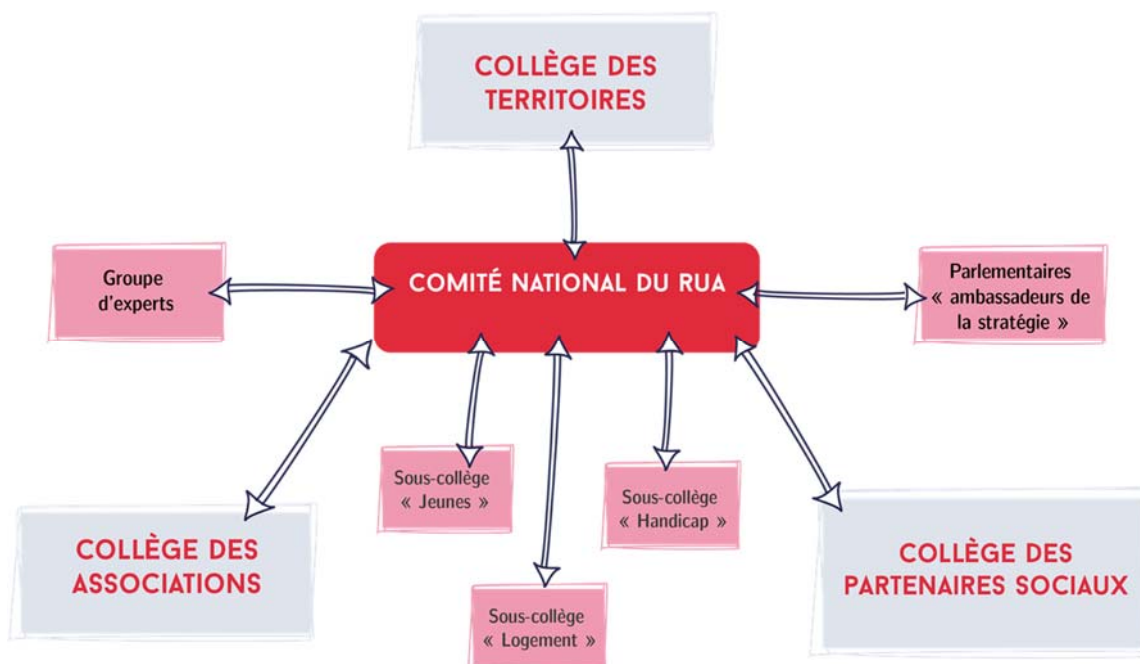 COLLÈGE DES
TERRITOIRES
Groupe
d'experts
COMITÉ NATIONAL DU RUA
Parlementaires
« ambassadeurs de
la stratégie »
Sous-collège
« Jeunes »
Sous-collège
« Handicap »
COLLÈGE DES
ASSOCIATIONS
COLLÈGE DES
PARTENAIRES SOCIAUX
Sous-collège
« Logement »